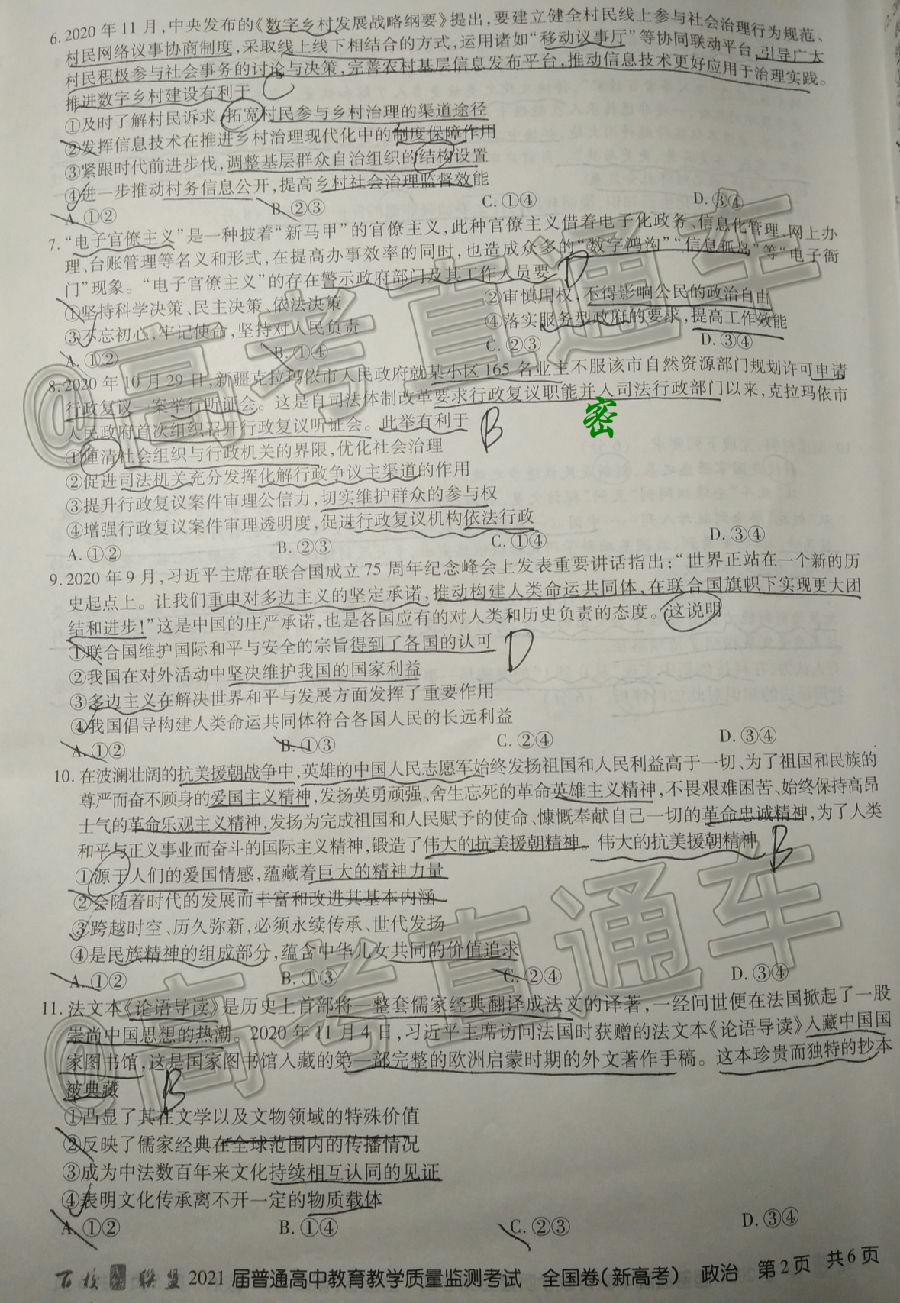 6. 2020年11月,中央发布的《数字乡村发展战略纲要》提出,要建立健全村民线上参与社会治理行为规范、
村民网络议事协商制度,采取线上线下相结合的方式,运用诸如“移动议事厅”等协同联动平台,引导广大
村民积极参与社会事务的讨论与决策,完善农村基层信息发布平台,推动信息技术更好应用于治理实践。
推进数字乡村建设有利于 C
①及时了解村民诉求,拓宽村民参与乡村治理的渠道途径
②发挥信息技术在推进乡村治理现代化中的制度保障作用
③紧跟时代前进步伐,调整基层群众自治组织的结构设置
④进一步推动村务信息公开,提高乡村社会治理监督效能
A. ①② B. ②③ C. ①④ D. ③④
7. “电子官僚主义”是一种披着“新马甲”的官僚主义,此种官僚主义借着电子化政务、信息化管理、网上办
理、台账管理等名义和形式,在提高办事效率的同时,也造成众多的“数字鸿沟”“信息孤岛”等“电子衙
门”现象。“电子官僚主义”的存在警示政府部门及其工作人员要 D
①坚持科学决策、民主决策、依法决策 ②审慎用权,不得影响公民的政治自由
③不忘初心,牢记使命,坚持对人民负责 ④落实服务型政府的要求,提高工作效能
A. ①② B. ①④ C. ②③ D. ③④
8. 2020年10月29日,新疆克拉玛依市人民政府就某小区165名业主不服该市自然资源部门规划许可申请
行政复议一案举行听证会。这是自司法体制改革要求行政复议职能并入司法行政部门以来,克拉玛依市
人民政府首次组织召开行政复议听证会。此举有利于 B
密
①廓清社会组织与行政机关的界限,优化社会治理
②促进司法机关充分发挥化解行政争议主渠道的作用
③提升行政复议案件审理公信力,切实维护群众的参与权
④增强行政复议案件审理透明度,促进行政复议机构依法行政
A. ①② B. ②③ C. ①④ D. ③④
9. 2020年9月,习近平主席在联合国成立75周年纪念峰会上发表重要讲话指出:“世界正站在一个新的历
史起点上。让我们重申对多边主义的坚定承诺,推动构建人类命运共同体,在联合国旗帜下实现更大团
结和进步!”这是中国的庄严承诺,也是各国应有的对人类和历史负责的态度。这说明
①联合国维护国际和平与安全的宗旨得到了各国的认可 D
②我国在对外活动中坚决维护我国的国家利益
③多边主义在解决世界和平与发展方面发挥了重要作用
④我国倡导构建人类命运共同体符合各国人民的长远利益
A. ①② B. ①③ C. ②④ D. ③④
10. 在波澜壮阔的抗美援朝战争中,英雄的中国人民志愿军始终发扬祖国和人民利益高于一切、为了祖国和民族的
尊严而奋不顾身的爱国主义精神,发扬英勇顽强、舍生忘死的革命英雄主义精神,不畏艰难困苦、始终保持高昂
士气的革命乐观主义精神,发扬为完成祖国和人民赋予的使命、慷慨奉献自己一切的革命忠诚精神,为了人类
和平与正义事业而奋斗的国际主义精神,锻造了伟大的抗美援朝精神。伟大的抗美援朝精神 B
①源于人们的爱国情感,蕴藏着巨大的精神力量
②会随着时代的发展而丰富和改进其基本内涵
③跨越时空、历久弥新,必须永续传承、世代发扬
④是民族精神的组成部分,蕴含中华儿女共同的价值追求
A. ①② B. ①③ C. ②④ D. ③④
11. 法文本《论语导读》是历史上首部将一整套儒家经典翻译成法文的译著,一经问世便在法国掀起了一股
崇尚中国思想的热潮。2020年11月4日,习近平主席访问法国时获赠的法文本《论语导读》入藏中国国
家图书馆,这是国家图书馆入藏的第一部完整的欧洲启蒙时期的外文著作手稿。这本珍贵而独特的抄本
被典藏 B
①凸显了其在文学以及文物领域的特殊价值
②反映了儒家经典在全球范围内的传播情况
③成为中法数百年来文化持续相互认同的见证
④表明文化传承离不开一定的物质载体
A. ①② B. ①④ C. ②③ D. ③④
@高考直通车
@高考直通车
百校大联盟 2021届普通高中教育教学质量监测考试 全国卷(新高考) 政治 第2页 共6页